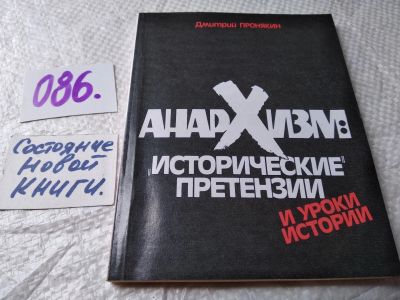 086.
Состояние
новой
книги.
Дмитрий ПРОНЯКИН
АНАРХИЗМ:
"ИСТОРИЧЕСКИЕ"
ПРЕТЕНЗИИ
И УРОКИ
ИСТОРИИ